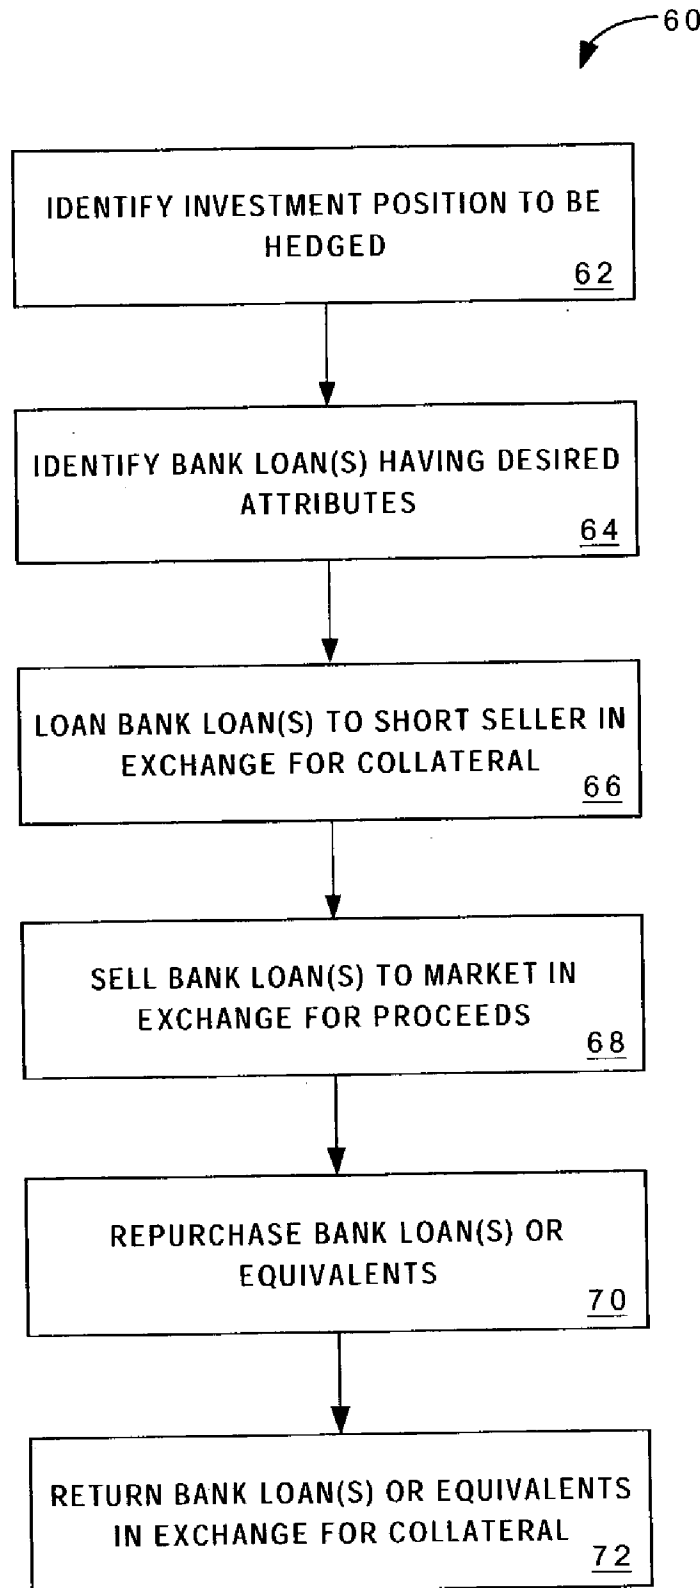 60
IDENTIFY INVESTMENT POSITION TO BE
HEDGED
62
IDENTIFY BANK LOAN(S) HAVING DESIRED
ATTRIBUTES
64
LOAN BANK LOAN(S) TO SHORT SELLER IN
EXCHANGE FOR COLLATERAL
66
SELL BANK LOAN(S) TO MARKET IN
EXCHANGE FOR PROCEEDS
68
REPURCHASE BANK LOAN(S) OR
EQUIVALENTS
70
RETURN BANK LOAN(S) OR EQUIVALENTS
IN EXCHANGE FOR COLLATERAL
72